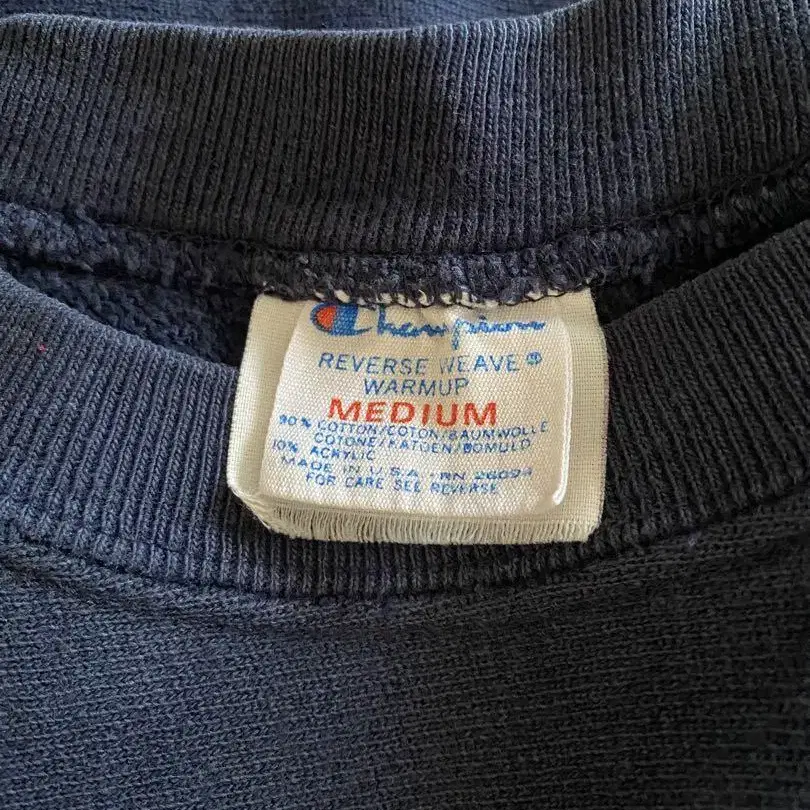 Champion
REVERSE WEAVE ®
WARMUP
MEDIUM
90% COTTON/COTON/BAUMWOLLE
COTONE/KATOEN/BOMULD
10% ACRYLIC
MADE IN U.S.A. - RN 26094
FOR CARE SEE REVERSE